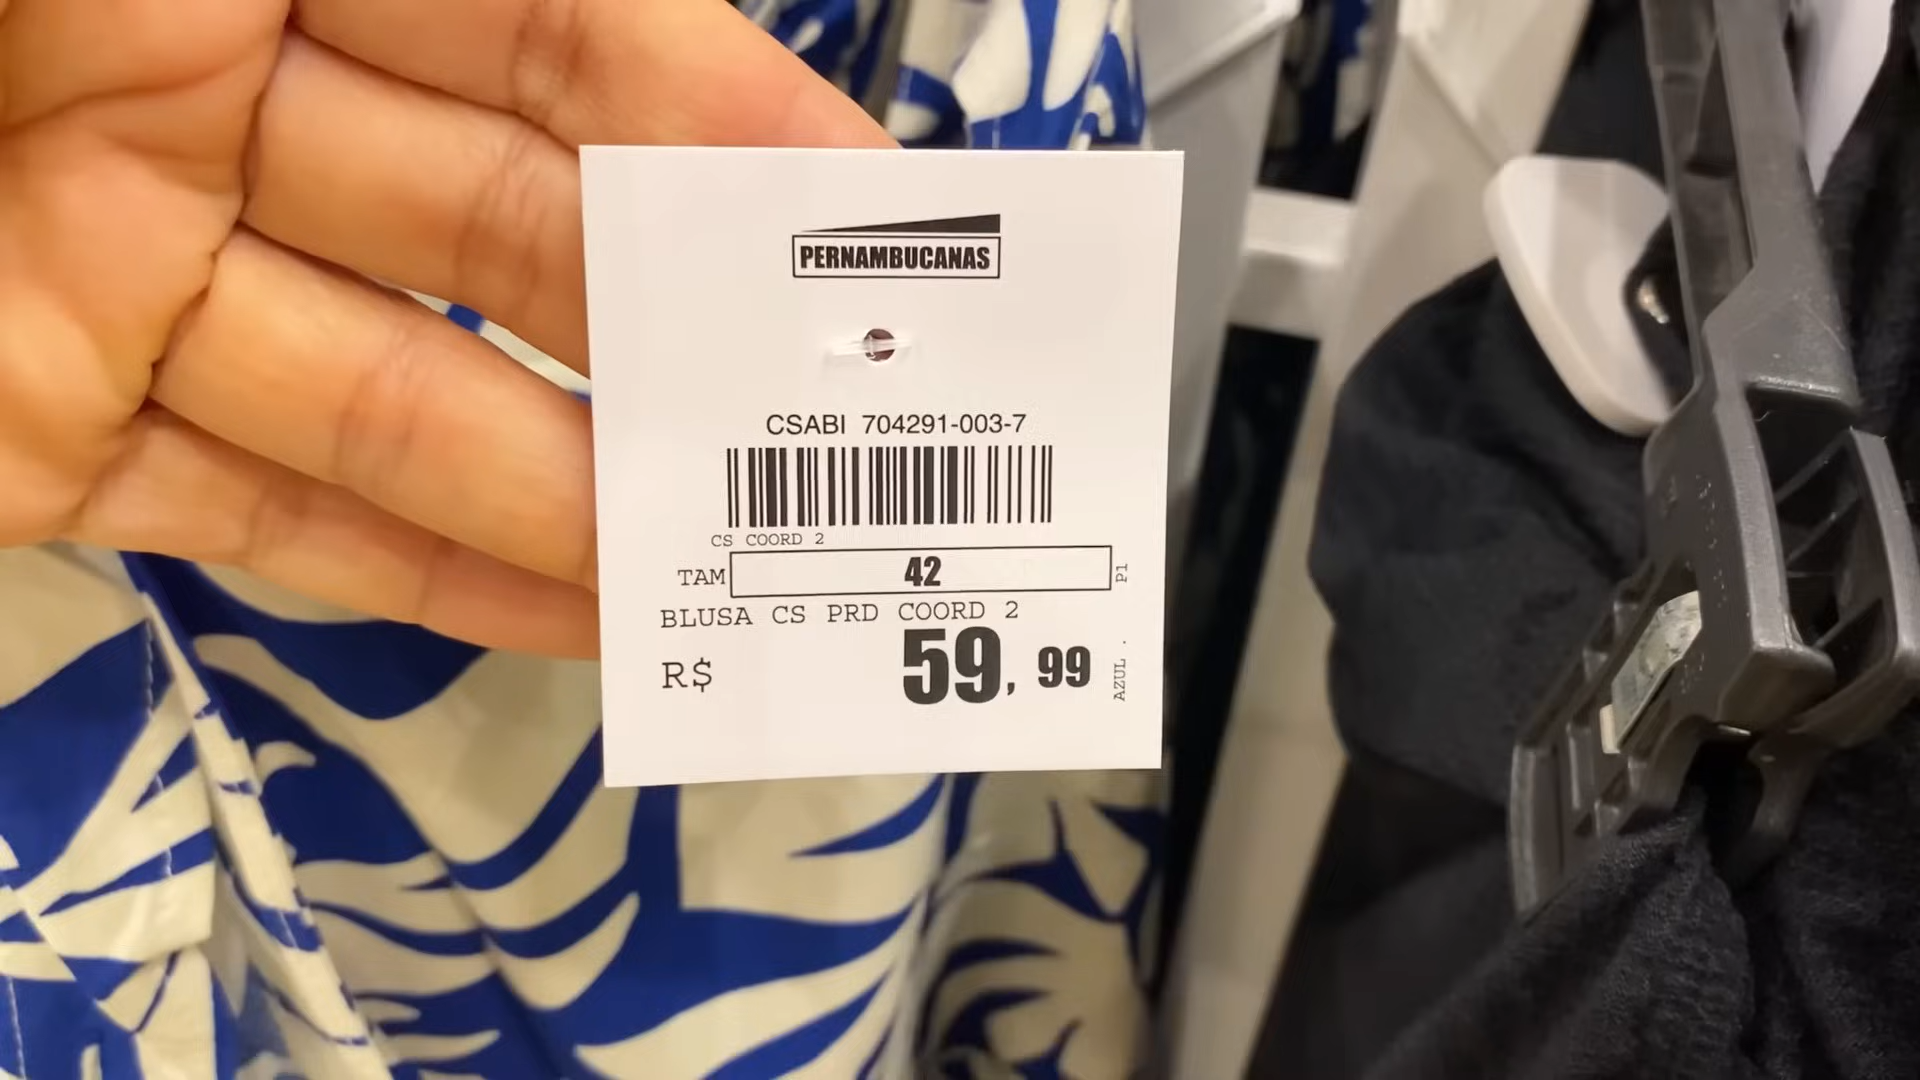 PERNAMBUCANAS
CSABI 704291-003-7
CS COORD 2
TAM 42 P1
BLUSA CS PRD COORD 2
R$ 59,99 AZUL .